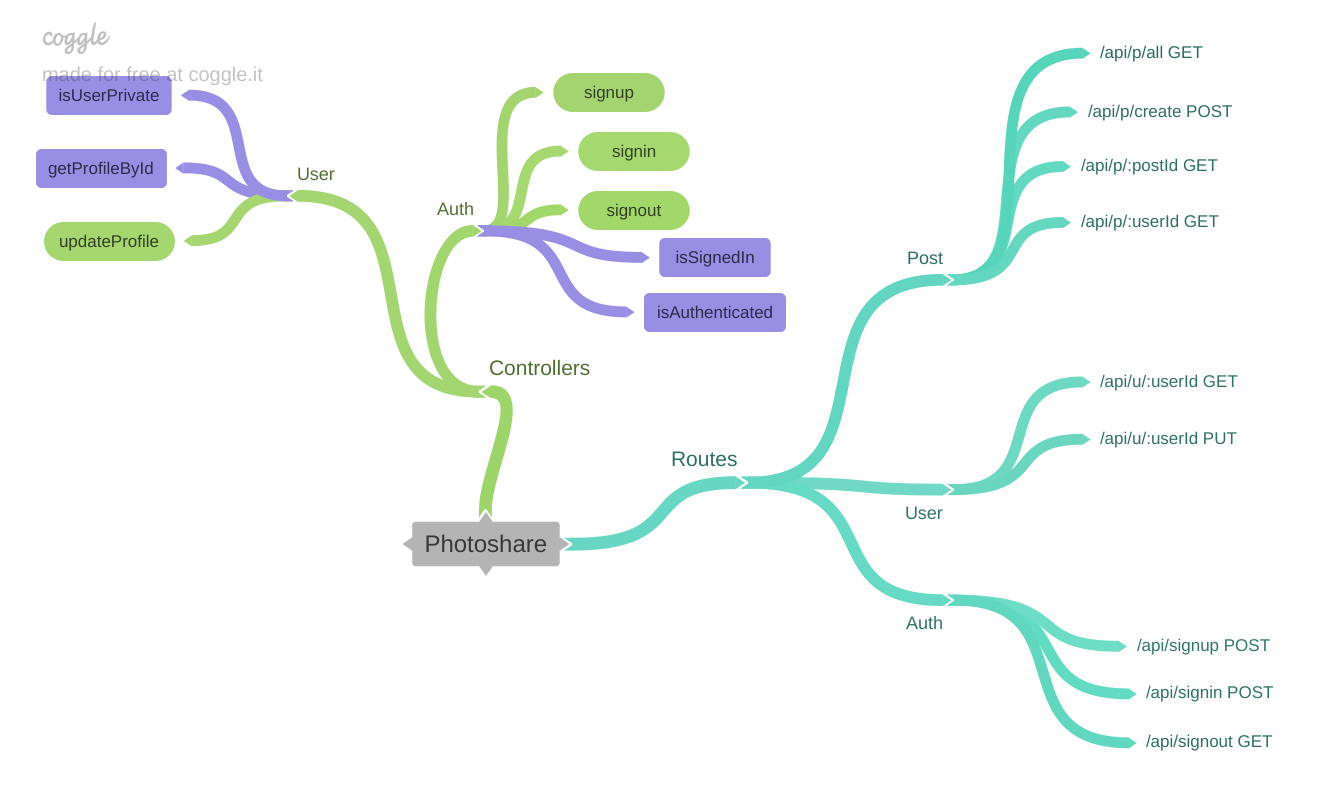 coggle
made for free at coggle.it
isUserPrivate
getProfileById
updateProfile
User
Auth
signup
signin
signout
isSignedIn
isAuthenticated
Controllers
Photoshare
Routes
Post
/api/p/all GET
/api/p/create POST
/api/p/:postId GET
/api/p/:userId GET
User
/api/u/:userId GET
/api/u/:userId PUT
Auth
/api/signup POST
/api/signin POST
/api/signout GET